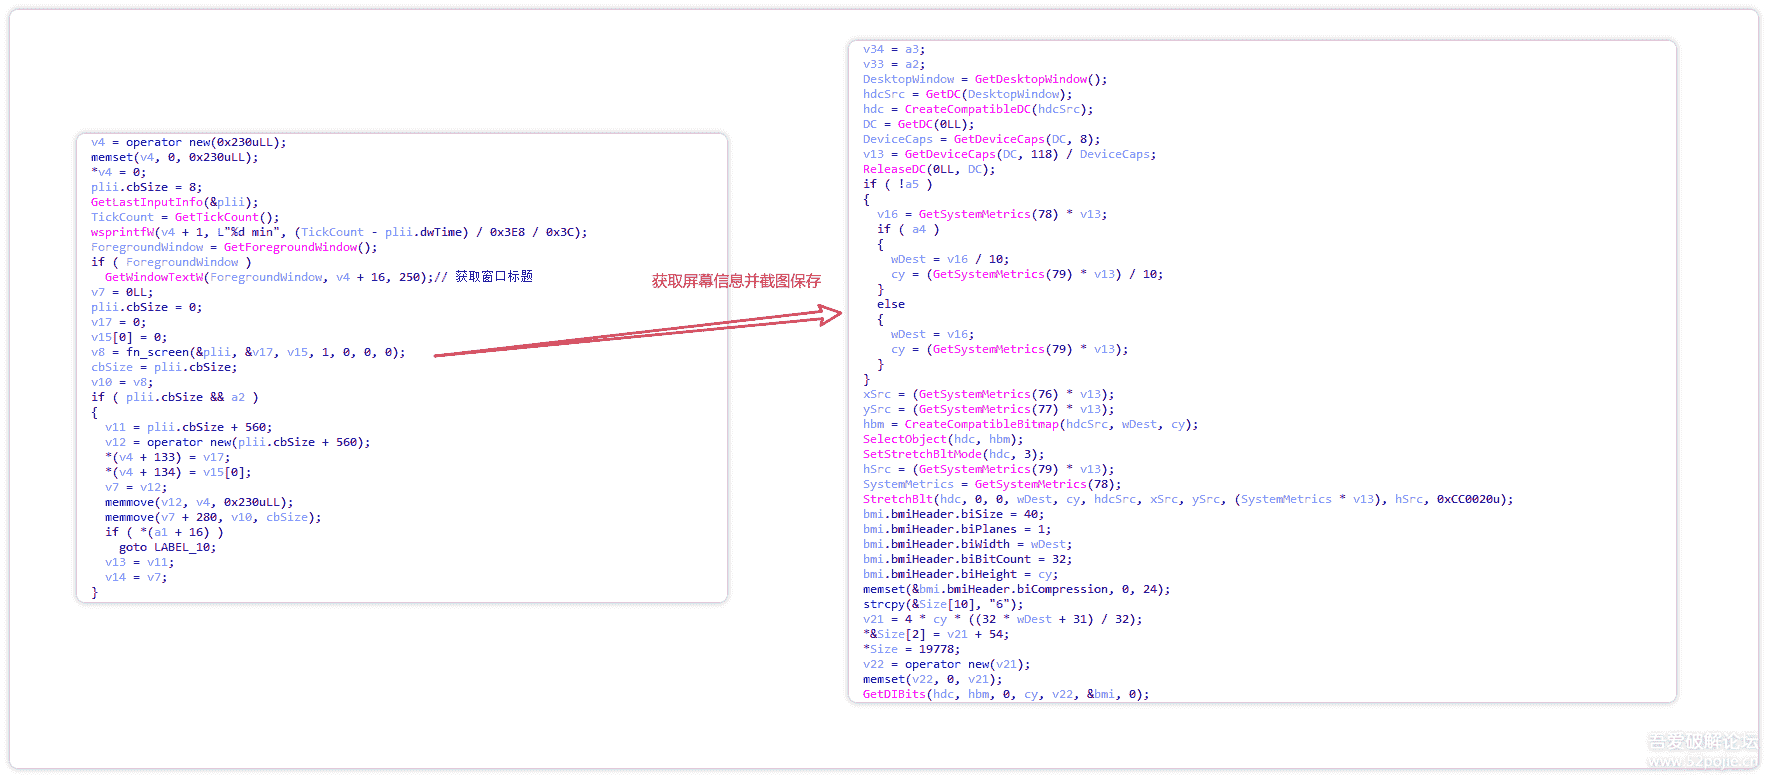 v4 = operator new(0x230uLL);
memset(v4, 0, 0x230uLL);
*v4 = 0;
plii.cbSize = 8;
GetLastInputInfo(&plii);
TickCount = GetTickCount();
wsprintfW(v4 + 1, L"%d min", (TickCount - plii.dwTime) / 0x3E8 / 0x3C);
ForegroundWindow = GetForegroundWindow();
if ( ForegroundWindow )
GetWindowTextW(ForegroundWindow, v4 + 16, 250);// 获取窗口标题
v7 = 0LL;
plii.cbSize = 0;
v17 = 0;
v15[0] = 0;
v8 = fn_screen(&plii, &v17, v15, 1, 0, 0, 0);
cbSize = plii.cbSize;
v10 = v8;
if ( plii.cbSize && a2 )
{
v11 = plii.cbSize + 560;
v12 = operator new(plii.cbSize + 560);
*(v4 + 133) = v17;
*(v4 + 134) = v15[0];
v7 = v12;
memmove(v12, v4, 0x230uLL);
memmove(v7 + 280, v10, cbSize);
if ( *(a1 + 16) )
goto LABEL_10;
v13 = v11;
v14 = v7;
}
获取屏幕信息并截图保存
v34 = a3;
v33 = a2;
DesktopWindow = GetDesktopWindow();
hdcSrc = GetDC(DesktopWindow);
hdc = CreateCompatibleDC(hdcSrc);
DC = GetDC(0LL);
DeviceCaps = GetDeviceCaps(DC, 8);
v13 = GetDeviceCaps(DC, 118) / DeviceCaps;
ReleaseDC(0LL, DC);
if ( !a5 )
{
v16 = GetSystemMetrics(78) * v13;
if ( a4 )
{
wDest = v16 / 10;
cy = (GetSystemMetrics(79) * v13) / 10;
}
else
{
wDest = v16;
cy = (GetSystemMetrics(79) * v13);
}
}
xSrc = (GetSystemMetrics(76) * v13);
ySrc = (GetSystemMetrics(77) * v13);
hbm = CreateCompatibleBitmap(hdcSrc, wDest, cy);
SelectObject(hdc, hbm);
SetStretchBltMode(hdc, 3);
hSrc = (GetSystemMetrics(79) * v13);
SystemMetrics = GetSystemMetrics(78);
StretchBlt(hdc, 0, 0, wDest, cy, hdcSrc, xSrc, ySrc, (SystemMetrics * v13), hSrc, 0xCC0020u);
bmi.bmiHeader.biSize = 40;
bmi.bmiHeader.biPlanes = 1;
bmi.bmiHeader.biWidth = wDest;
bmi.bmiHeader.biBitCount = 32;
bmi.bmiHeader.biHeight = cy;
memset(&bmi.bmiHeader.biCompression, 0, 24);
strcpy(&Size[10], "6");
v21 = 4 * cy * ((32 * wDest + 31) / 32);
*&Size[2] = v21 + 54;
*Size = 19778;
v22 = operator new(v21);
memset(v22, 0, v21);
GetDIBits(hdc, hbm, 0, cy, v22, &bmi, 0);
吾爱破解论坛
www.52pojie.cn